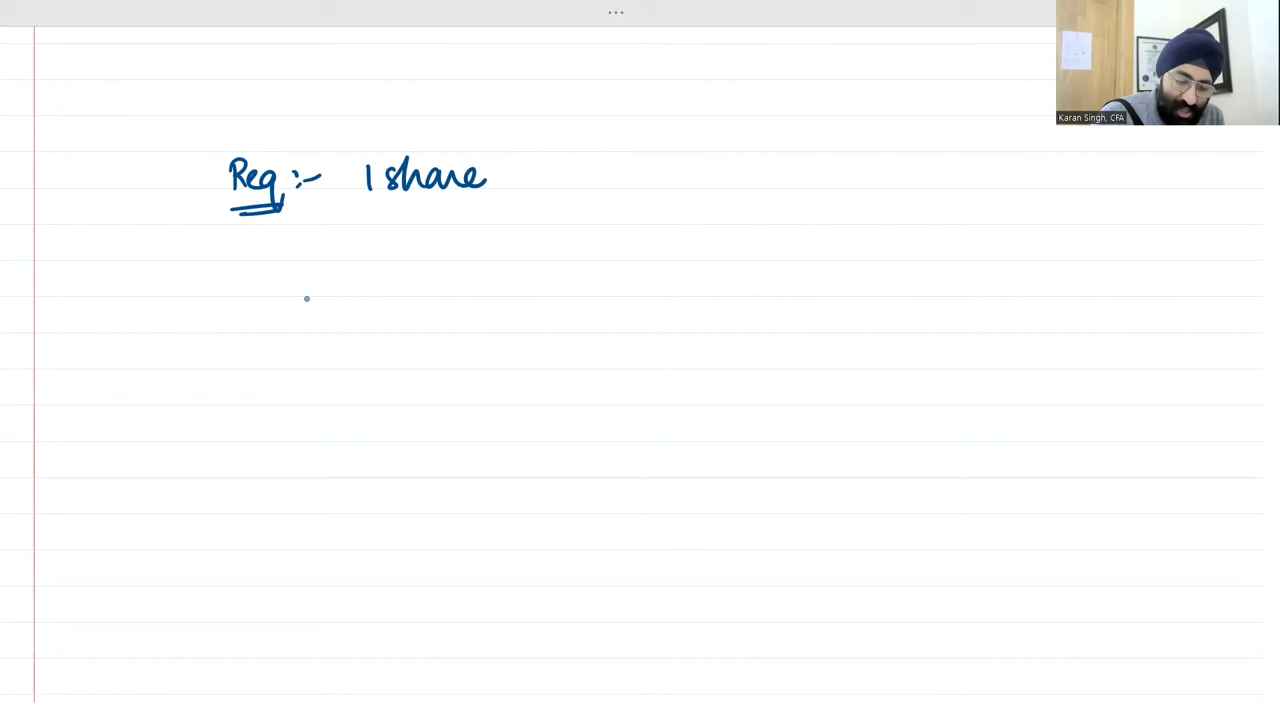 Karan Singh, CFA
Req :- 1 share